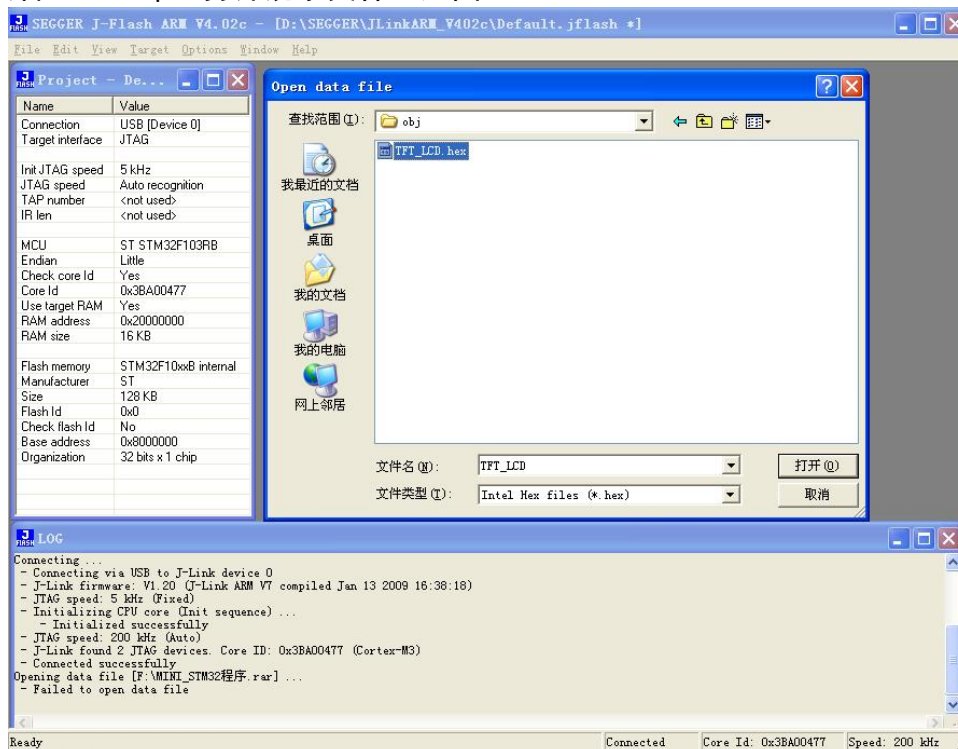 SEGGER J-Flash ARM V4.02c - [D:\SEGGER\JLinkARM_V402c\Default.jflash *]
File Edit View Target Options Window Help
Project - De...
Name Value
Connection USB [Device 0]
Target interface JTAG
Init JTAG speed 5 kHz
JTAG speed Auto recognition
TAP number <not used>
IR len <not used>
MCU ST STM32F103RB
Endian Little
Check core Id Yes
Core Id 0x3BA00477
Use target RAM Yes
RAM address 0x20000000
RAM size 16 KB
Flash memory STM32F10xxB internal
Manufacturer ST
Size 128 KB
Flash Id 0x0
Check flash Id No
Base address 0x8000000
Organization 32 bits x 1 chip
Open data file
查找范围(I): obj
TFT_LCD.hex
我最近的文档
桌面
我的文档
我的电脑
网上邻居
文件名(N): TFT_LCD 打开(O)
文件类型(T): Intel Hex files (*.hex) 取消
LOG
Connecting ...
- Connecting via USB to J-Link device 0
- J-Link firmware: V1.20 (J-Link ARM V7 compiled Jan 13 2009 16:38:18)
- JTAG speed: 5 kHz (Fixed)
- Initializing CPU core (Init sequence) ...
- Initialized successfully
- JTAG speed: 200 kHz (Auto)
- J-Link found 2 JTAG devices. Core ID: 0x3BA00477 (Cortex-M3)
- Connected successfully
Opening data file [F:\MINI_STM32程序.rar] ...
- Failed to open data file
Ready Connected Core Id: 0x3BA00477 Speed: 200 kHz